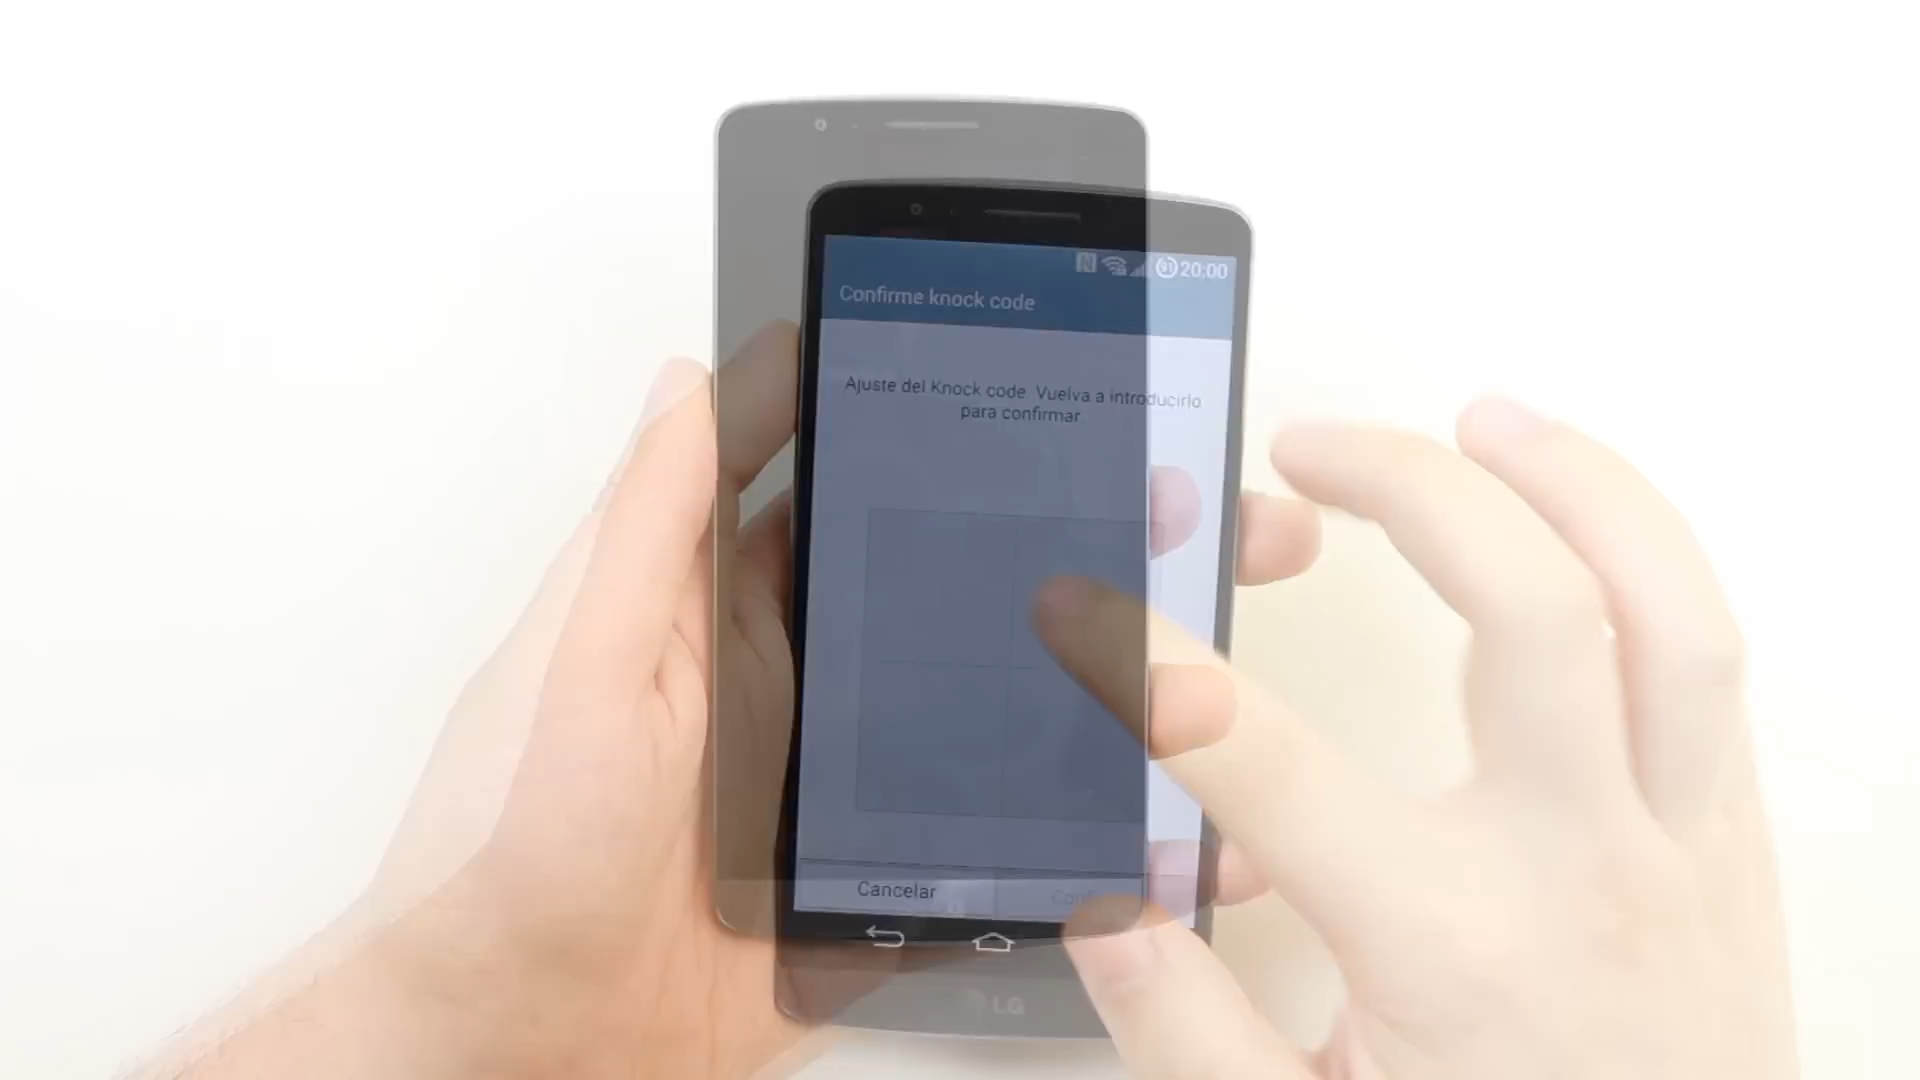 20:00
Confirme knock code
Ajuste del Knock code. Vuelva a introducirlo
para confirmar
Cancelar
LG